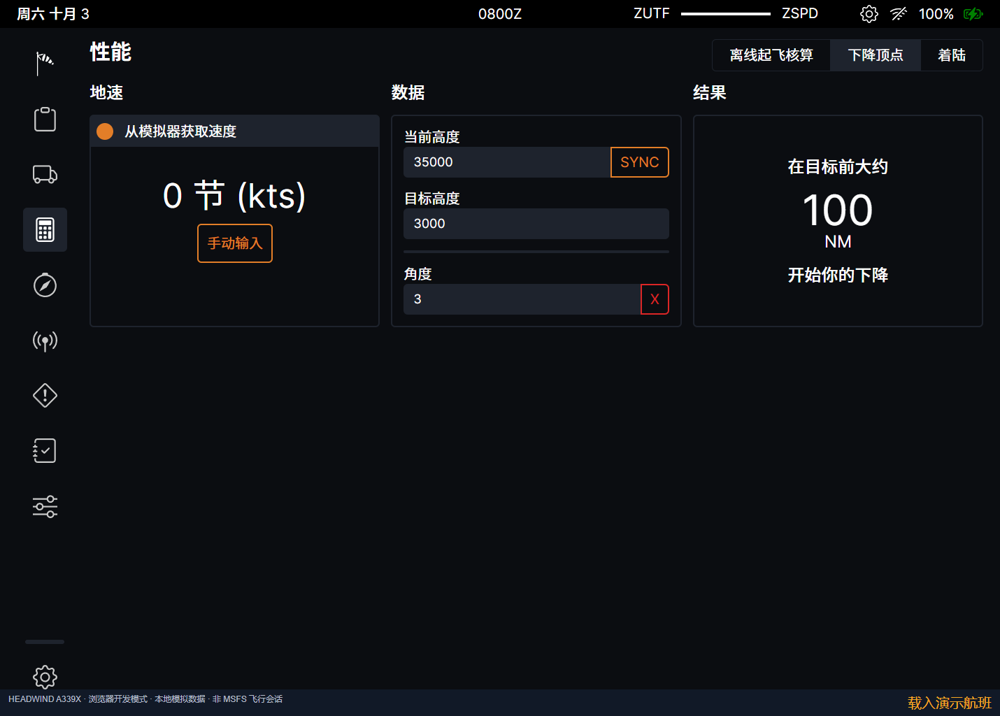 周六 十月 3
0800Z
ZUTF
ZSPD
100%
性能
离线起飞核算
下降顶点
着陆
地速
从模拟器获取速度
0 节 (kts)
手动输入
数据
当前高度
35000
SYNC
目标高度
3000
角度
3
X
结果
在目标前大约
100
NM
开始你的下降
HEADWIND A339X · 浏览器开发模式 · 本地模拟数据 · 非 MSFS 飞行会话
载入演示航班